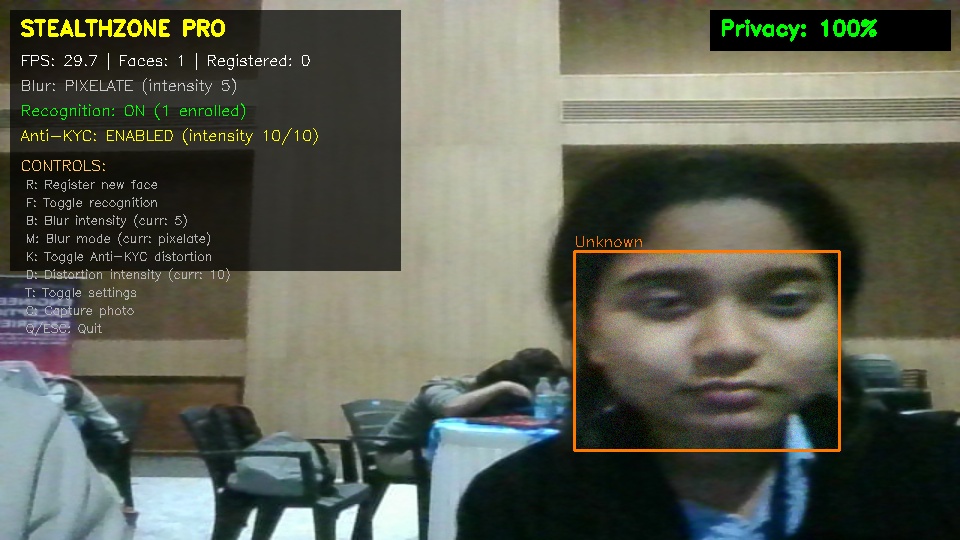 STEALTHZONE PRO
Privacy: 100%
FPS: 29.7 | Faces: 1 | Registered: 0
Blur: PIXELATE (intensity 5)
Recognition: ON (1 enrolled)
Anti-KYC: ENABLED (intensity 10/10)
CONTROLS:
R: Register new face
F: Toggle recognition
B: Blur intensity (curr: 5)
M: Blur mode (curr: pixelate)
K: Toggle Anti-KYC distortion
D: Distortion intensity (curr: 10)
T: Toggle settings
C: Capture photo
Q/ESC: Quit
Unknown